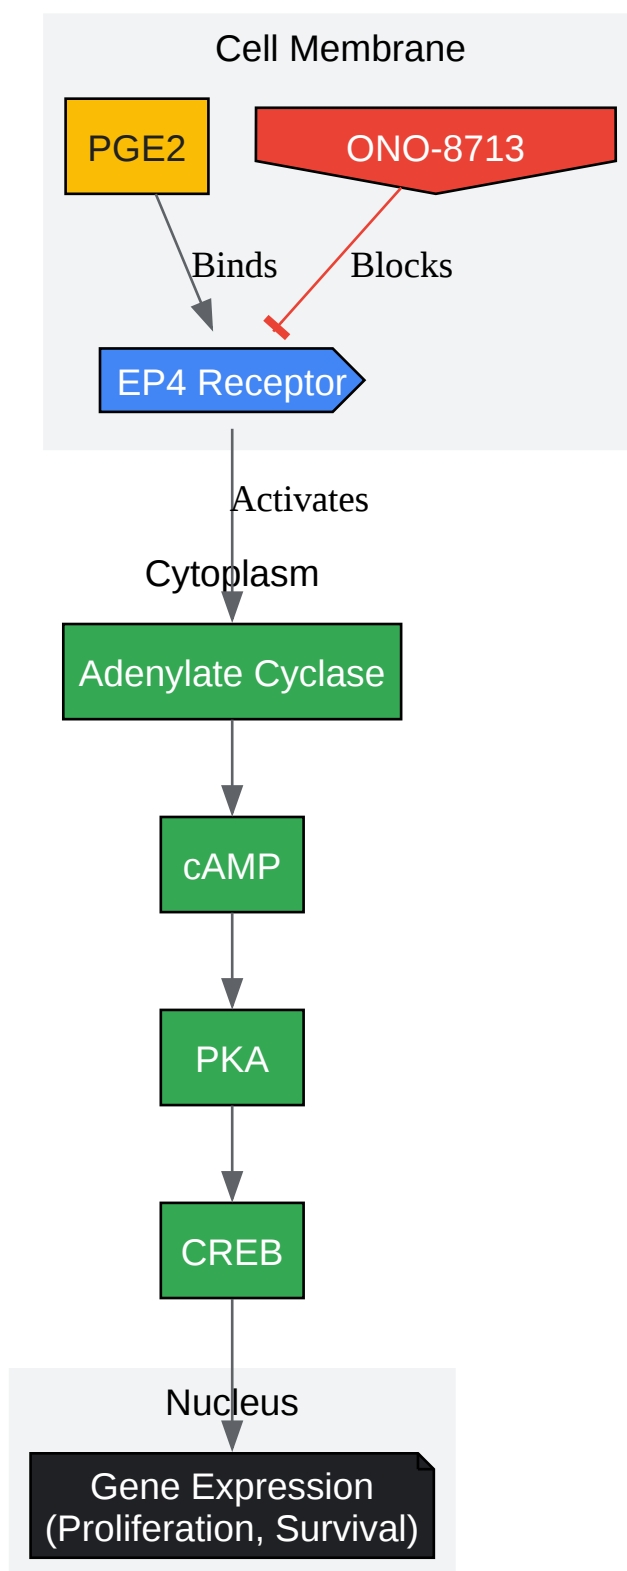 Cell Membrane
PGE2
ONO-8713
Binds
Blocks
EP4 Receptor
Activates
Cytoplasm
Adenylate Cyclase
cAMP
PKA
CREB
Nucleus
Gene Expression
(Proliferation, Survival)